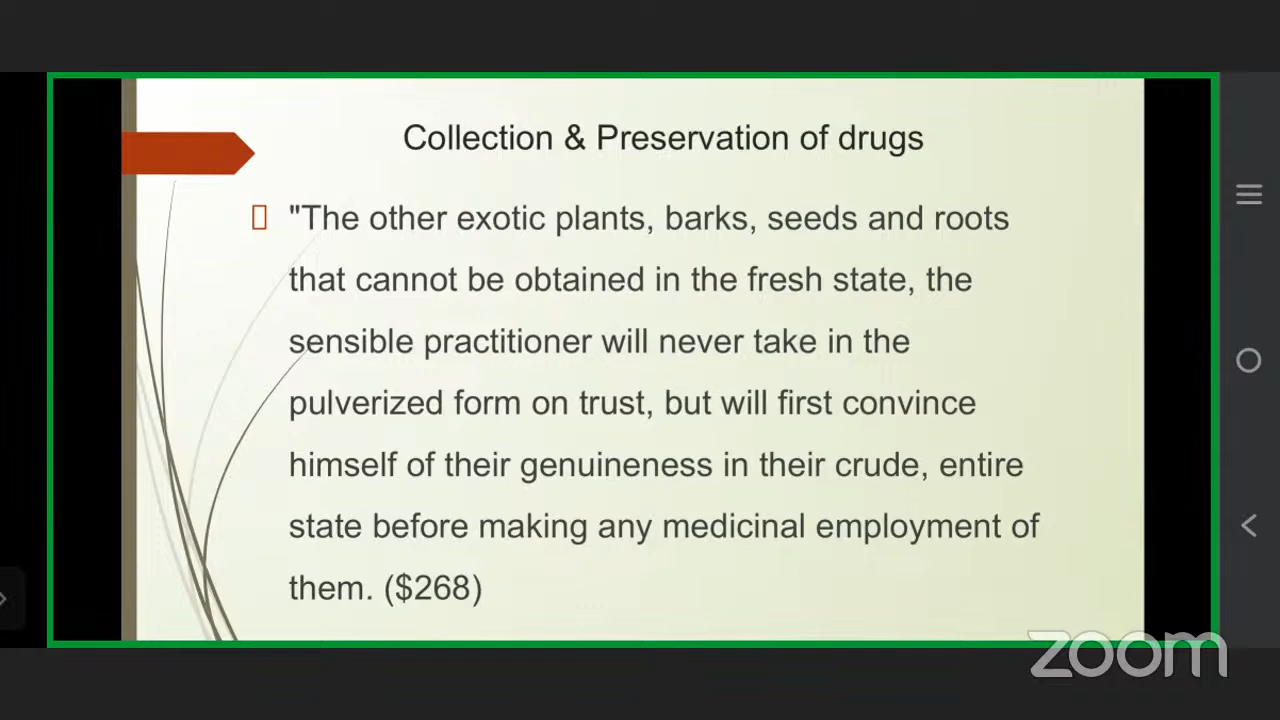 Collection & Preservation of drugs
"The other exotic plants, barks, seeds and roots
that cannot be obtained in the fresh state, the
sensible practitioner will never take in the
pulverized form on trust, but will first convince
himself of their genuineness in their crude, entire
state before making any medicinal employment of
them. ($268)
zoom